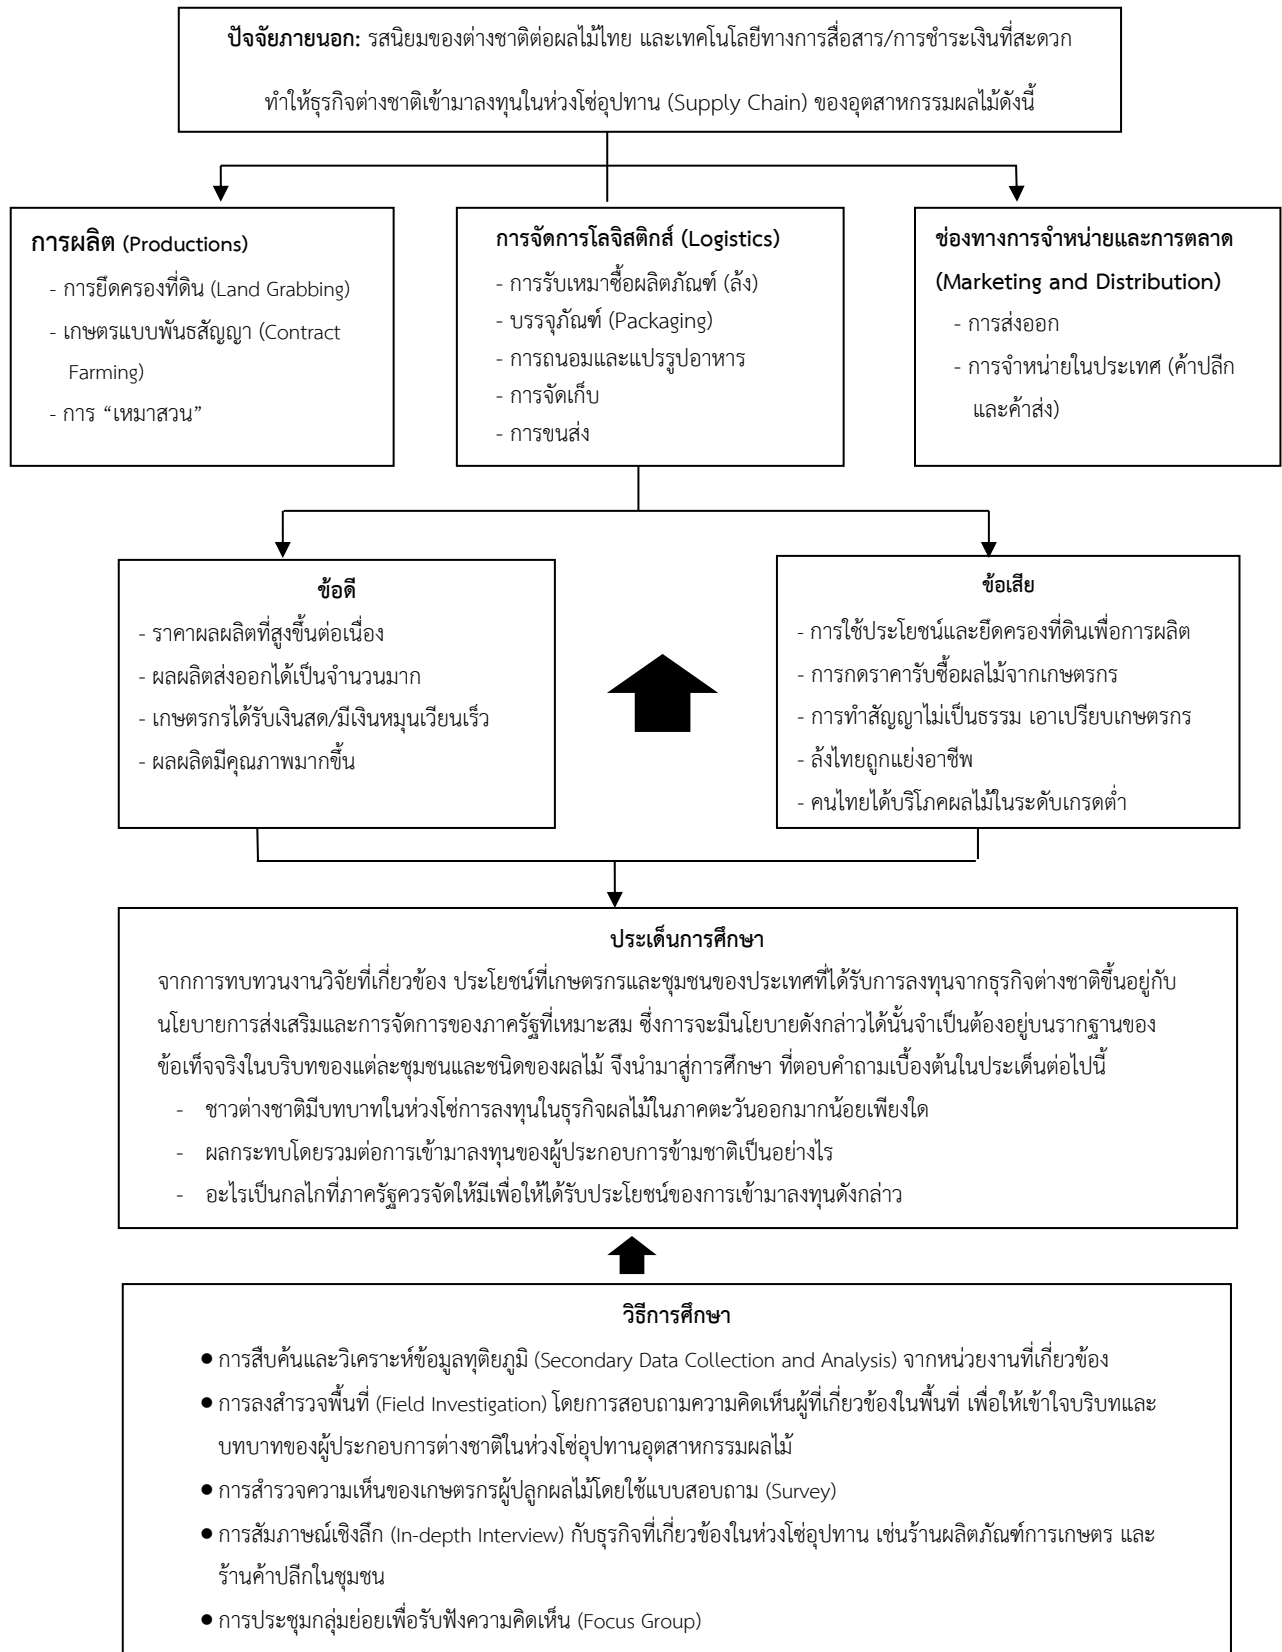 ปัจจัยภายนอก: รสนิยมของต่างชาติต่อผลไม้ไทย และเทคโนโลยีทางการสื่อสาร/การชำระเงินที่สะดวก
ทำให้ธุรกิจต่างชาติเข้ามาลงทุนในห่วงโซ่อุปทาน (Supply Chain) ของอุตสาหกรรมผลไม้ดังนี้
การผลิต (Productions)
- การยึดครองที่ดิน (Land Grabbing)
- เกษตรแบบพันธสัญญา (Contract
Farming)
- การ “เหมาสวน”
การจัดการโลจิสติกส์ (Logistics)
- การรับเหมาซื้อผลิตภัณฑ์ (ล้ง)
- บรรจุภัณฑ์ (Packaging)
- การถนอมและแปรรูปอาหาร
- การจัดเก็บ
- การขนส่ง
ช่องทางการจำหน่ายและการตลาด
(Marketing and Distribution)
- การส่งออก
- การจำหน่ายในประเทศ (ค้าปลีก
และค้าส่ง)
ข้อดี
- ราคาผลผลิตที่สูงขึ้นต่อเนื่อง
- ผลผลิตส่งออกได้เป็นจำนวนมาก
- เกษตรกรได้รับเงินสด/มีเงินหมุนเวียนเร็ว
- ผลผลิตมีคุณภาพมากขึ้น
ข้อเสีย
- การใช้ประโยชน์และยึดครองที่ดินเพื่อการผลิต
- การกดราคารับซื้อผลไม้จากเกษตรกร
- การทำสัญญาไม่เป็นธรรม เอาเปรียบเกษตรกร
- ล้งไทยถูกแย่งอาชีพ
- คนไทยได้บริโภคผลไม้ในระดับเกรดต่ำ
ประเด็นการศึกษา
จากการทบทวนงานวิจัยที่เกี่ยวข้อง ประโยชน์ที่เกษตรกรและชุมชนของประเทศที่ได้รับการลงทุนจากธุรกิจต่างชาติขึ้นอยู่กับ
นโยบายการส่งเสริมและการจัดการของภาครัฐที่เหมาะสม ซึ่งการจะมีนโยบายดังกล่าวได้นั้นจำเป็นต้องอยู่บนรากฐานของ
ข้อเท็จจริงในบริบทของแต่ละชุมชนและชนิดของผลไม้ จึงนำมาสู่การศึกษา ที่ตอบคำถามเบื้องต้นในประเด็นต่อไปนี้
- ชาวต่างชาติมีบทบาทในห่วงโซ่การลงทุนในธุรกิจผลไม้ในภาคตะวันออกมากน้อยเพียงใด
- ผลกระทบโดยรวมต่อการเข้ามาลงทุนของผู้ประกอบการข้ามชาติเป็นอย่างไร
- อะไรเป็นกลไกที่ภาครัฐควรจัดให้มีเพื่อให้ได้รับประโยชน์ของการเข้ามาลงทุนดังกล่าว
วิธีการศึกษา
● การสืบค้นและวิเคราะห์ข้อมูลทุติยภูมิ (Secondary Data Collection and Analysis) จากหน่วยงานที่เกี่ยวข้อง
● การลงสำรวจพื้นที่ (Field Investigation) โดยการสอบถามความคิดเห็นผู้ที่เกี่ยวข้องในพื้นที่ เพื่อให้เข้าใจบริบทและ
บทบาทของผู้ประกอบการต่างชาติในห่วงโซ่อุปทานอุตสาหกรรมผลไม้
● การสำรวจความเห็นของเกษตรกรผู้ปลูกผลไม้โดยใช้แบบสอบถาม (Survey)
● การสัมภาษณ์เชิงลึก (In-depth Interview) กับธุรกิจที่เกี่ยวข้องในห่วงโซ่อุปทาน เช่นร้านผลิตภัณฑ์การเกษตร และ
ร้านค้าปลีกในชุมชน
● การประชุมกลุ่มย่อยเพื่อรับฟังความคิดเห็น (Focus Group)